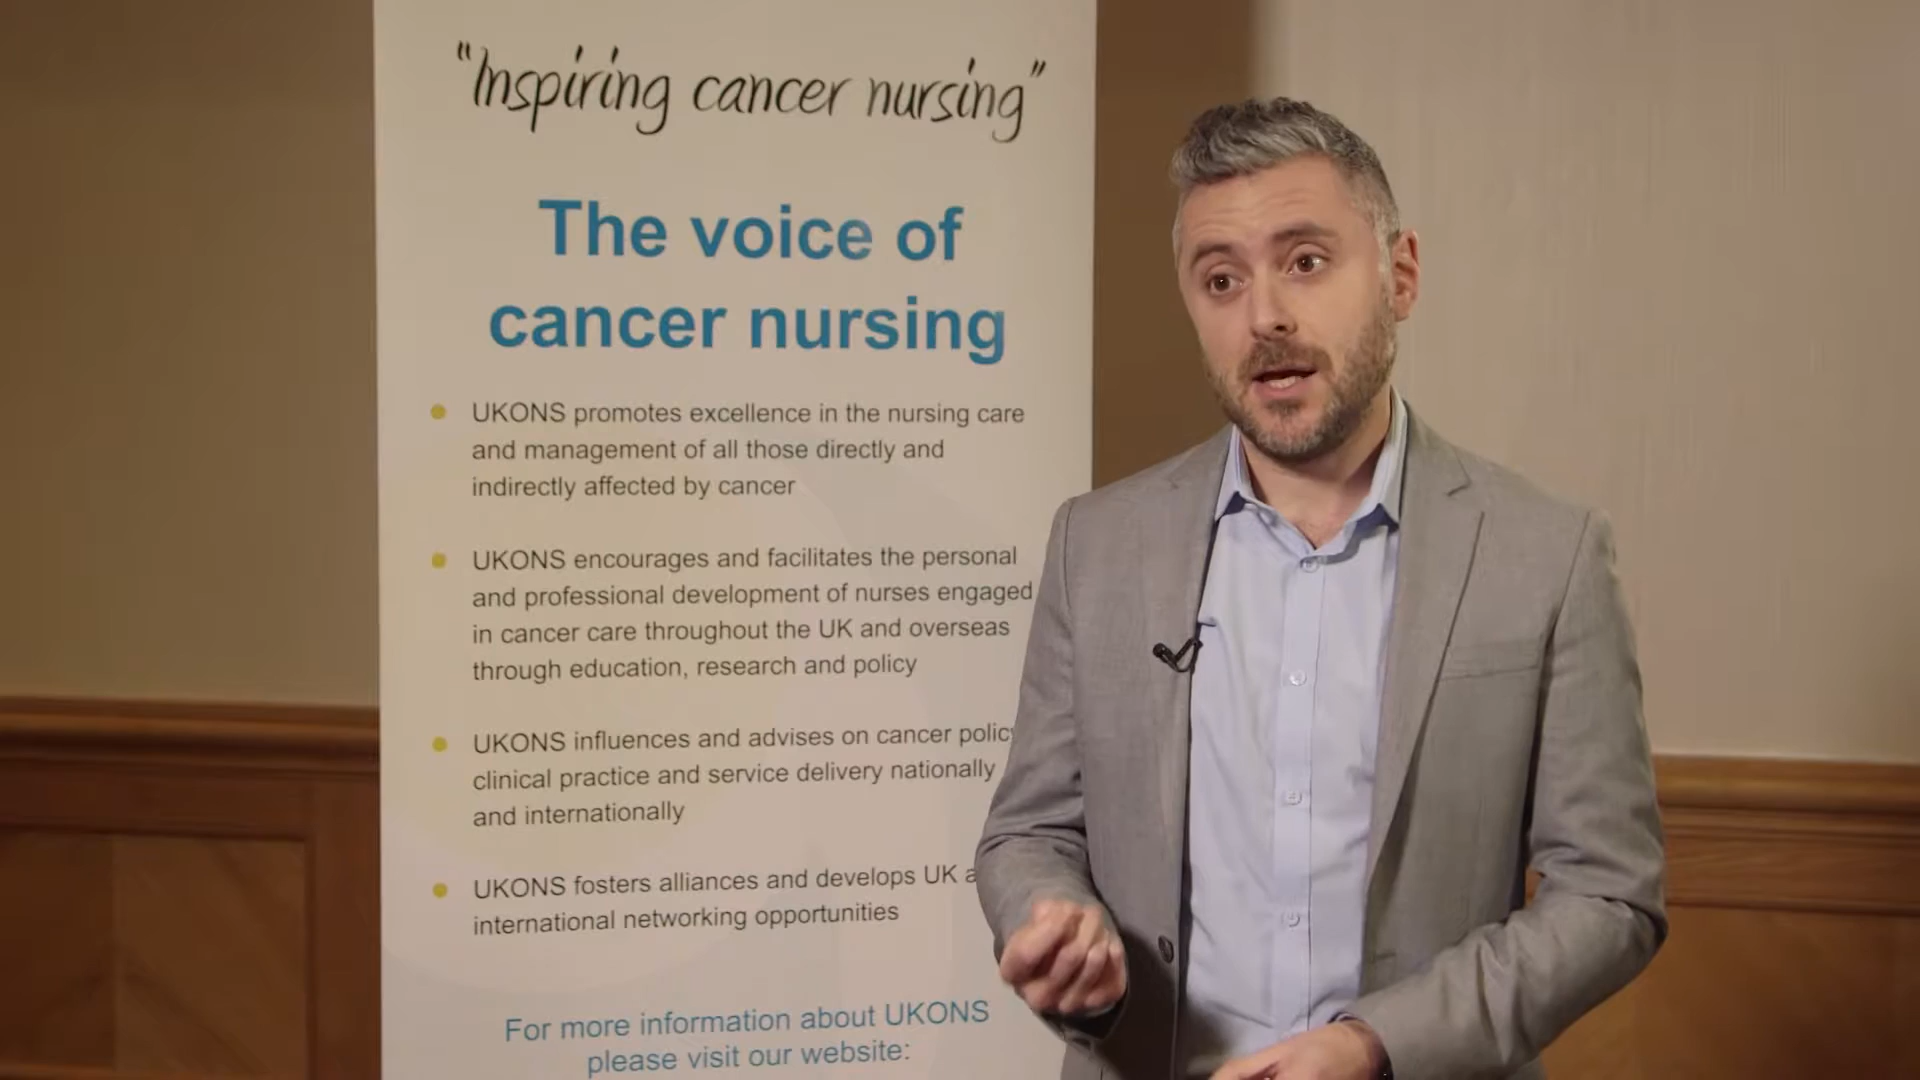 "Inspiring cancer nursing"
The voice of
cancer nursing
UKONS promotes excellence in the nursing care
and management of all those directly and
indirectly affected by cancer
UKONS encourages and facilitates the personal
and professional development of nurses engaged
in cancer care throughout the UK and overseas
through education, research and policy
UKONS influences and advises on cancer policy
clinical practice and service delivery nationally
and internationally
UKONS fosters alliances and develops UK
international networking opportunities
For more information about UKONS
please visit our website: